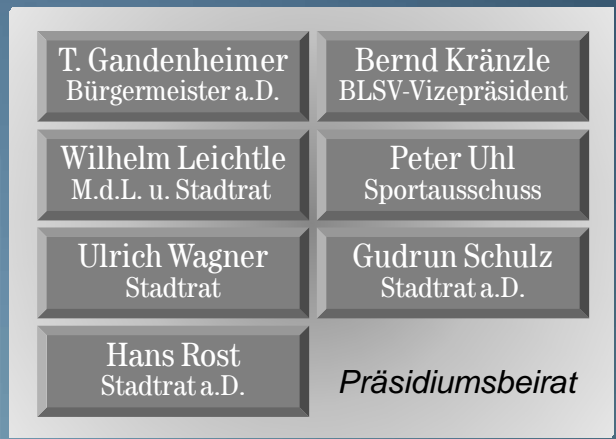 T. Gandenheimer
Bürgermeister a.D.
Bernd Kränzle
BLSV-Vizepräsident
Wilhelm Leichtle
M.d.L. u. Stadtrat
Peter Uhl
Sportausschuss
Ulrich Wagner
Stadtrat
Gudrun Schulz
Stadtrat a.D.
Hans Rost
Stadtrat a.D.
Präsidiumsbeirat